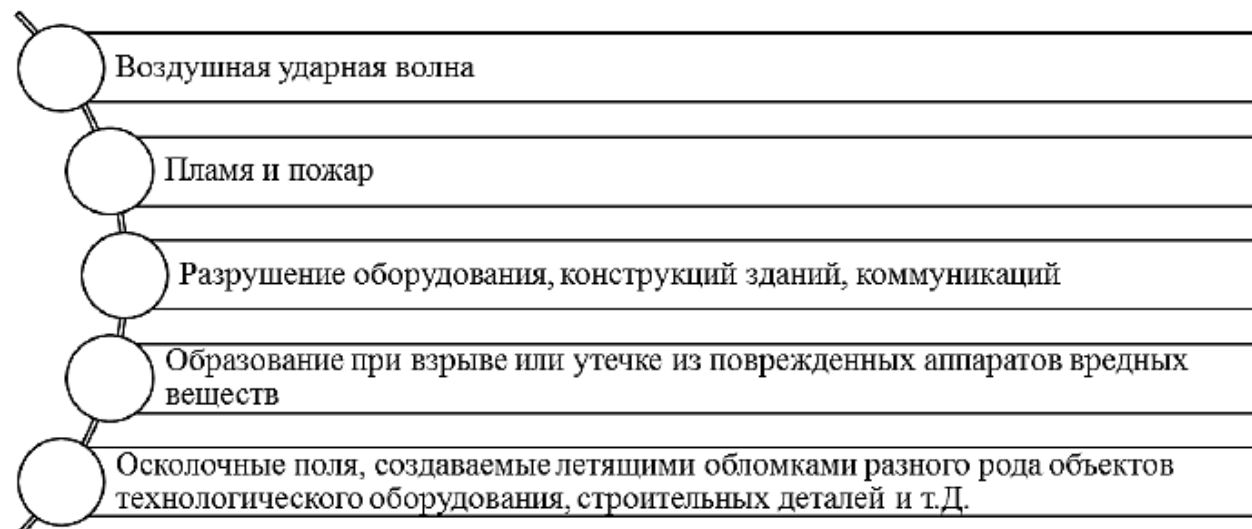 Воздушная ударная волна
Пламя и пожар
Разрушение оборудования, конструкций зданий, коммуникаций
Образование при взрыве или утечке из поврежденных аппаратов вредных
веществ
Осколочные поля, создаваемые летящими обломками разного рода объектов
технологического оборудования, строительных деталей и т.Д.